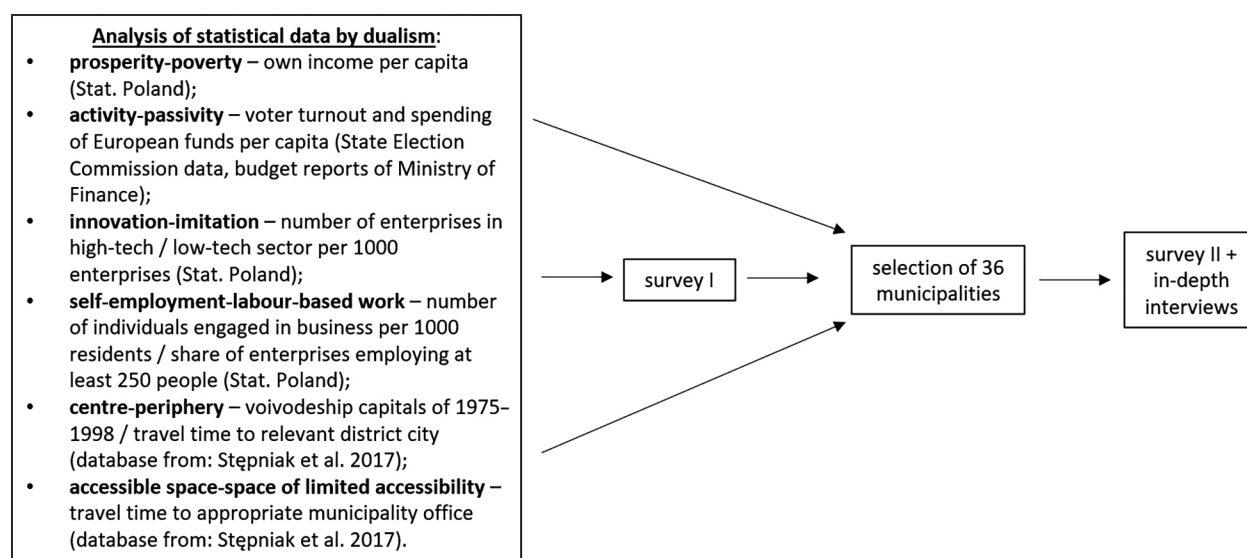 Analysis of statistical data by dualism:
• prosperity-poverty – own income per capita
(Stat. Poland);
• activity-passivity – voter turnout and spending
of European funds per capita (State Election
Commission data, budget reports of Ministry of
Finance);
• innovation-imitation – number of enterprises in
high-tech / low-tech sector per 1000
enterprises (Stat. Poland);
• self-employment-labour-based work – number
of individuals engaged in business per 1000
residents / share of enterprises employing at
least 250 people (Stat. Poland);
• centre-periphery – voivodeship capitals of 1975–
1998 / travel time to relevant district city
(database from: Stępniak et al. 2017);
• accessible space-space of limited accessibility –
travel time to appropriate municipality office
(database from: Stępniak et al. 2017).
survey I
selection of 36
municipalities
survey II +
in-depth
interviews